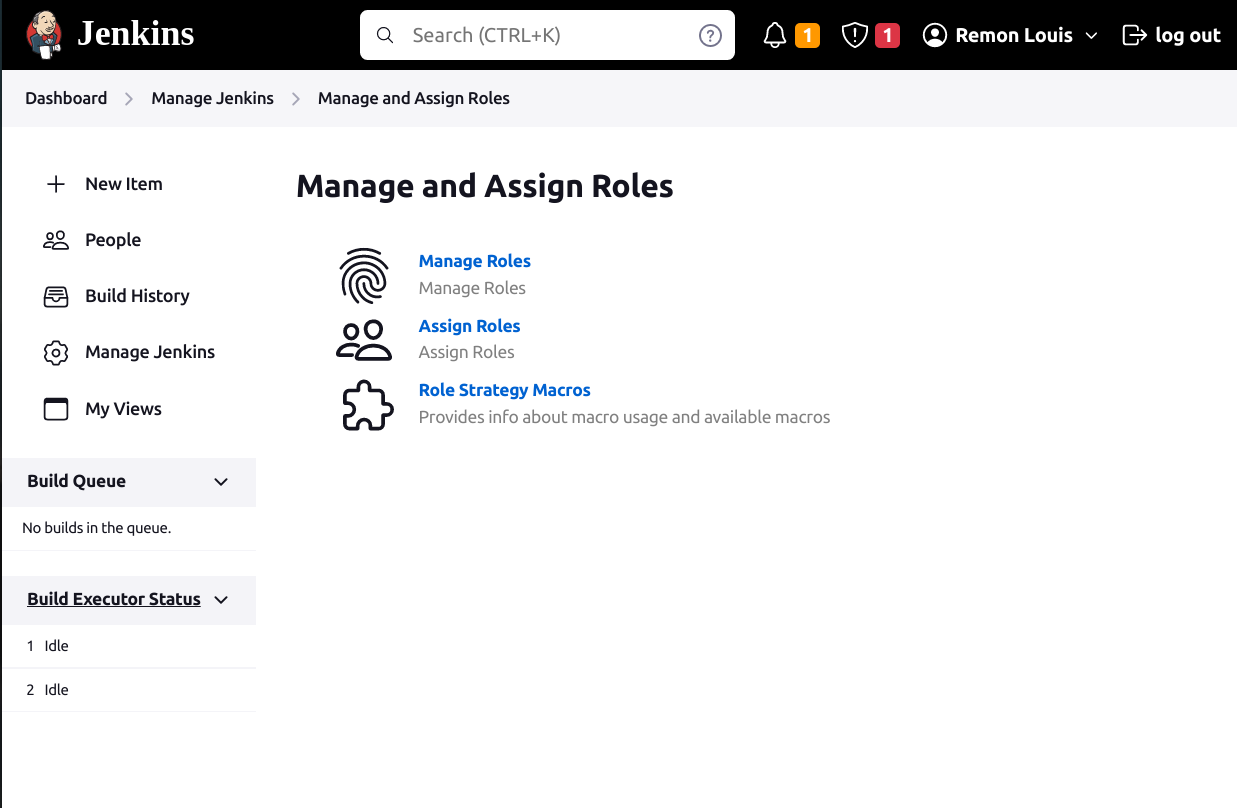 Jenkins
Search (CTRL+K)
?
1
1
Remon Louis
log out
Dashboard
Manage Jenkins
Manage and Assign Roles
New Item
People
Build History
Manage Jenkins
My Views
Build Queue
No builds in the queue.
Build Executor Status
1 Idle
2 Idle
Manage and Assign Roles
Manage Roles
Manage Roles
Assign Roles
Assign Roles
Role Strategy Macros
Provides info about macro usage and available macros